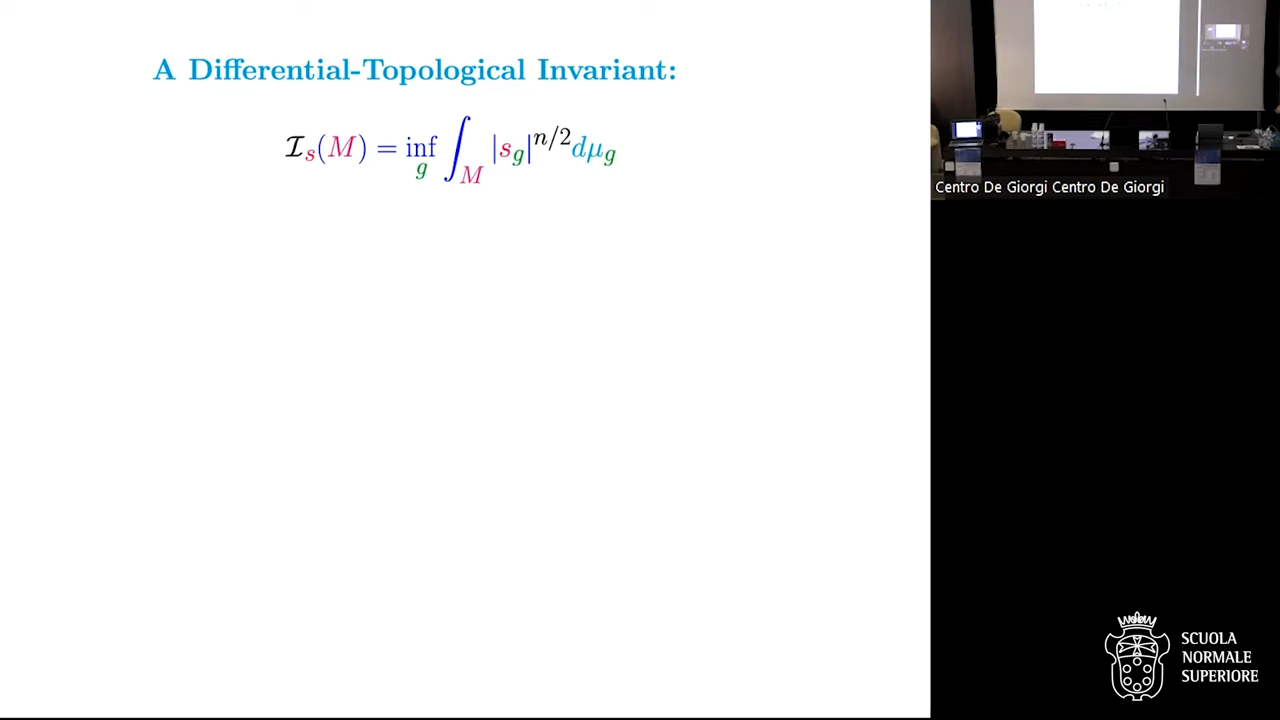 A Differential-Topological Invariant:
ℐ_s(M) = inf_g ∫_M |s_g|^{n/2} dμ_g
Centro De Giorgi Centro De Giorgi
SCUOLA
NORMALE
SUPERIORE